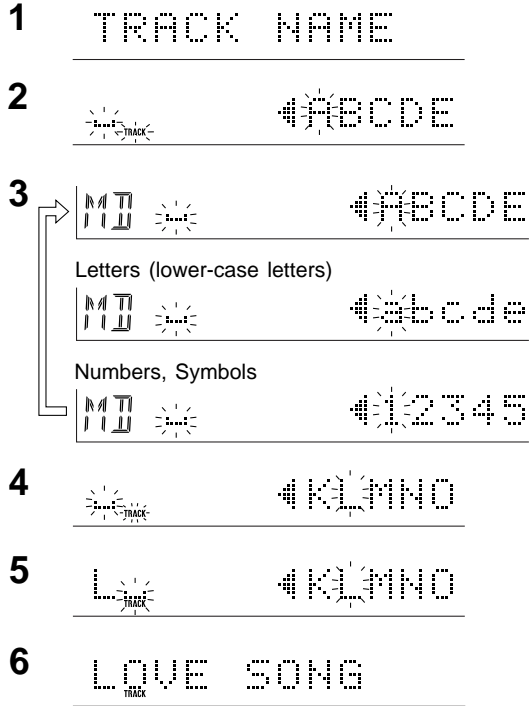 1 TRACK NAME
2 TRACK ABCDE
3 MD ABCDE
Letters (lower-case letters)
MD abcde
Numbers, Symbols
MD 12345
4 TRACK KLMNO
5 L TRACK KLMNO
6 LOVE SONG
TRACK